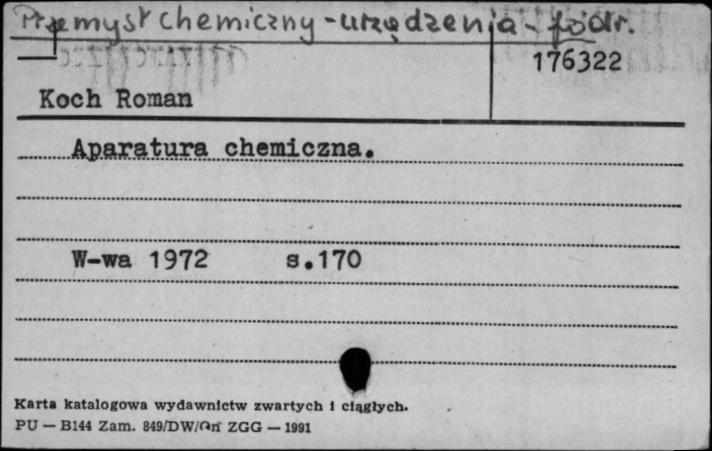 Przemysł chemiczny - urządzenia - podr.
176322
Koch Roman
Aparatura chemiczna.
W-wa 1972 s.170
Karta katalogowa wydawnictw zwartych i ciągłych.
PU — B144 Zam. 849/DW/On ZGG — 1991